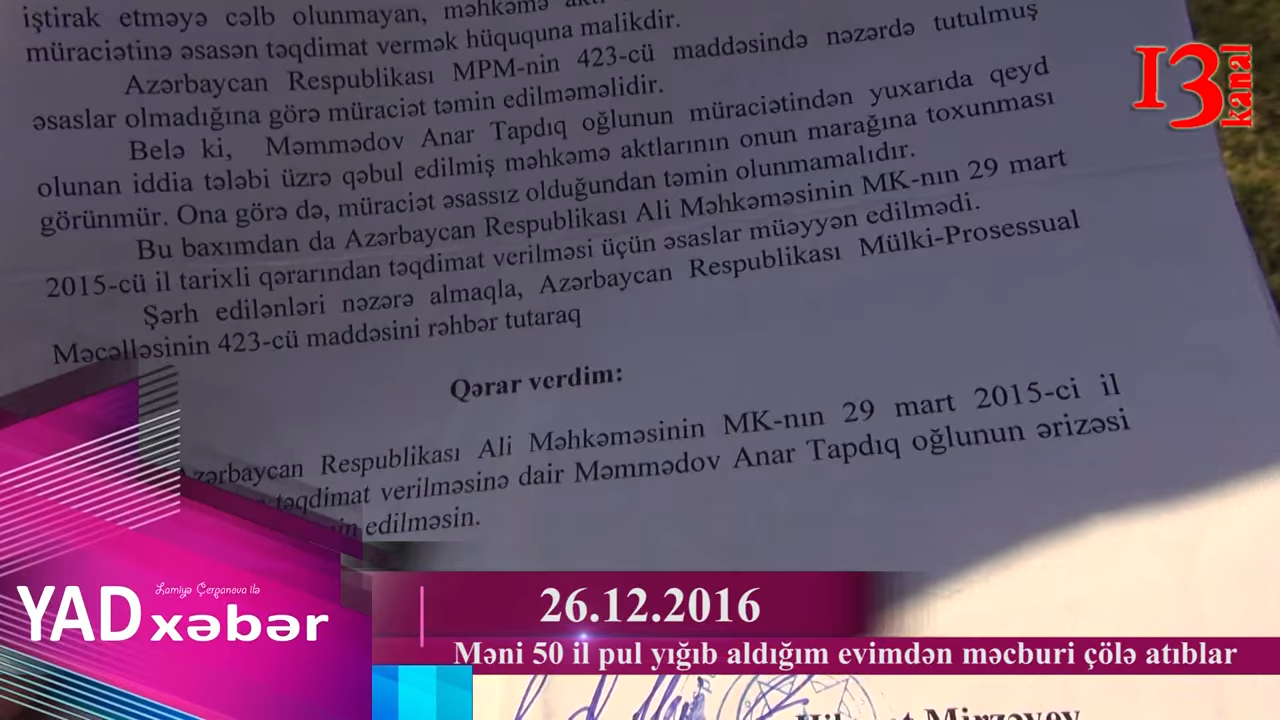 iştirak etməyə cəlb olunmayan, məhkəmə
müraciətinə əsasən təqdimat vermək hüququna malikdir.
Azərbaycan Respublikası MPM-nin 423-cü maddəsində nəzərdə tutulmuş
əsaslar olmadığına görə müraciət təmin edilməməlidir.
Belə ki, Məmmədov Anar Tapdıq oğlunun müraciətindən yuxarıda qeyd
olunan iddia tələbi üzrə qəbul edilmiş məhkəmə aktlarının onun marağına toxunması
görünmür. Ona görə də, müraciət əsassız olduğundan təmin olunmamalıdır.
Bu baxımdan da Azərbaycan Respublikası Ali Məhkəməsinin MK-nın 29 mart
2015-cü il tarixli qərarından təqdimat verilməsi üçün əsaslar müəyyən edilmədi.
Şərh edilənləri nəzərə almaqla, Azərbaycan Respublikası Mülki-Prosessual
Məcəlləsinin 423-cü maddəsini rəhbər tutaraq
Qərar verdim:
Azərbaycan Respublikası Ali Məhkəməsinin MK-nın 29 mart 2015-ci il
təqdimat verilməsinə dair Məmmədov Anar Tapdıq oğlunun ərizəsi
edilməsin.
13 kanal
Lamiyə Çerpanova ilə
YAD xəbər
26.12.2016
Məni 50 il pul yığıb aldığım evimdən məcburi çölə atıblar
Mirzəyev